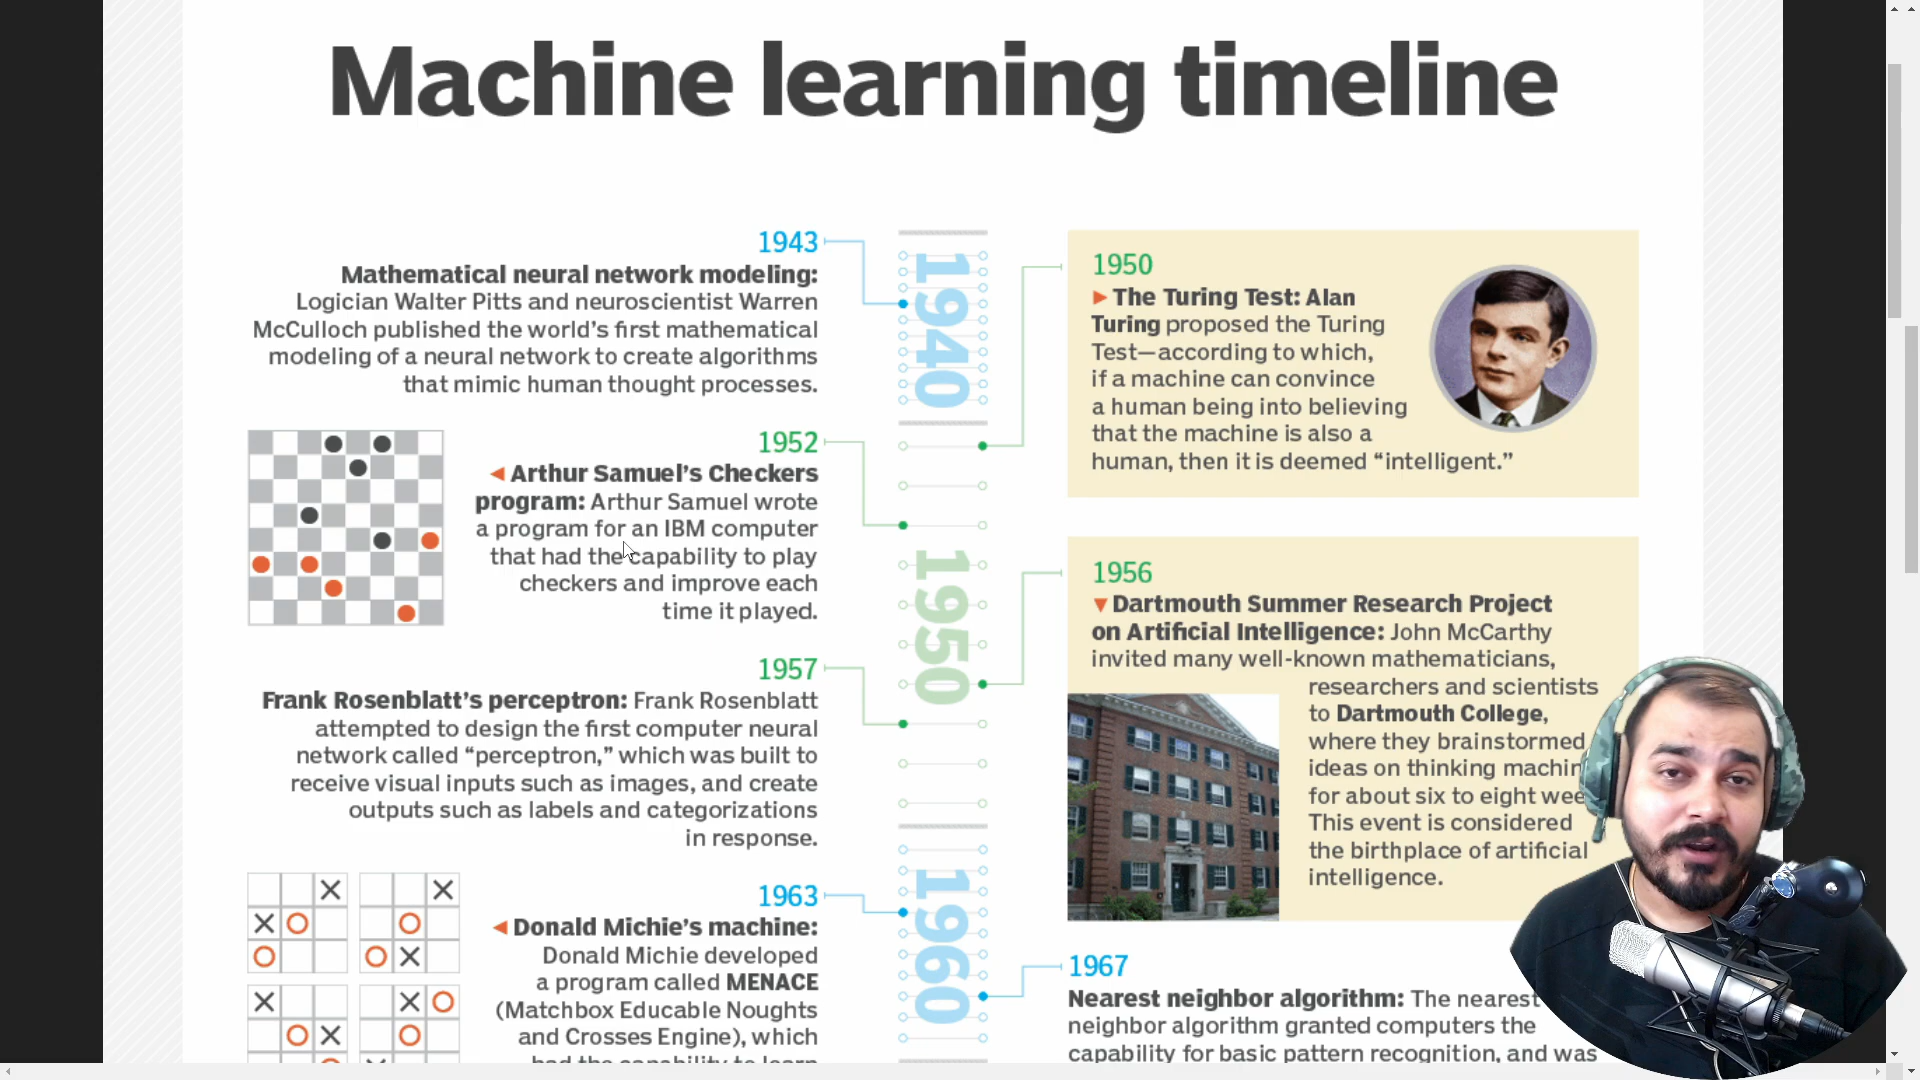 Machine learning timeline
1943
Mathematical neural network modeling:
Logician Walter Pitts and neuroscientist Warren
McCulloch published the world's first mathematical
modeling of a neural network to create algorithms
that mimic human thought processes.
1940
1950
The Turing Test: Alan
Turing proposed the Turing
Test—according to which,
if a machine can convince
a human being into believing
that the machine is also a
human, then it is deemed “intelligent.”
1952
Arthur Samuel's Checkers
program: Arthur Samuel wrote
a program for an IBM computer
that had the capability to play
checkers and improve each
time it played.
1950
1956
Dartmouth Summer Research Project
on Artificial Intelligence: John McCarthy
invited many well-known mathematicians,
researchers and scientists
to Dartmouth College,
where they brainstormed
ideas on thinking
for about six to eight
This event is considered
the birthplace of artificial
intelligence.
1957
Frank Rosenblatt's perceptron: Frank Rosenblatt
attempted to design the first computer neural
network called “perceptron,” which was built to
receive visual inputs such as images, and create
outputs such as labels and categorizations
in response.
1963
Donald Michie's machine:
Donald Michie developed
a program called MENACE
(Matchbox Educable Noughts
and Crosses Engine), which
had the capability to learn
1960
1967
Nearest neighbor algorithm: The nearest
neighbor algorithm granted computers the
capability for basic pattern recognition, and was